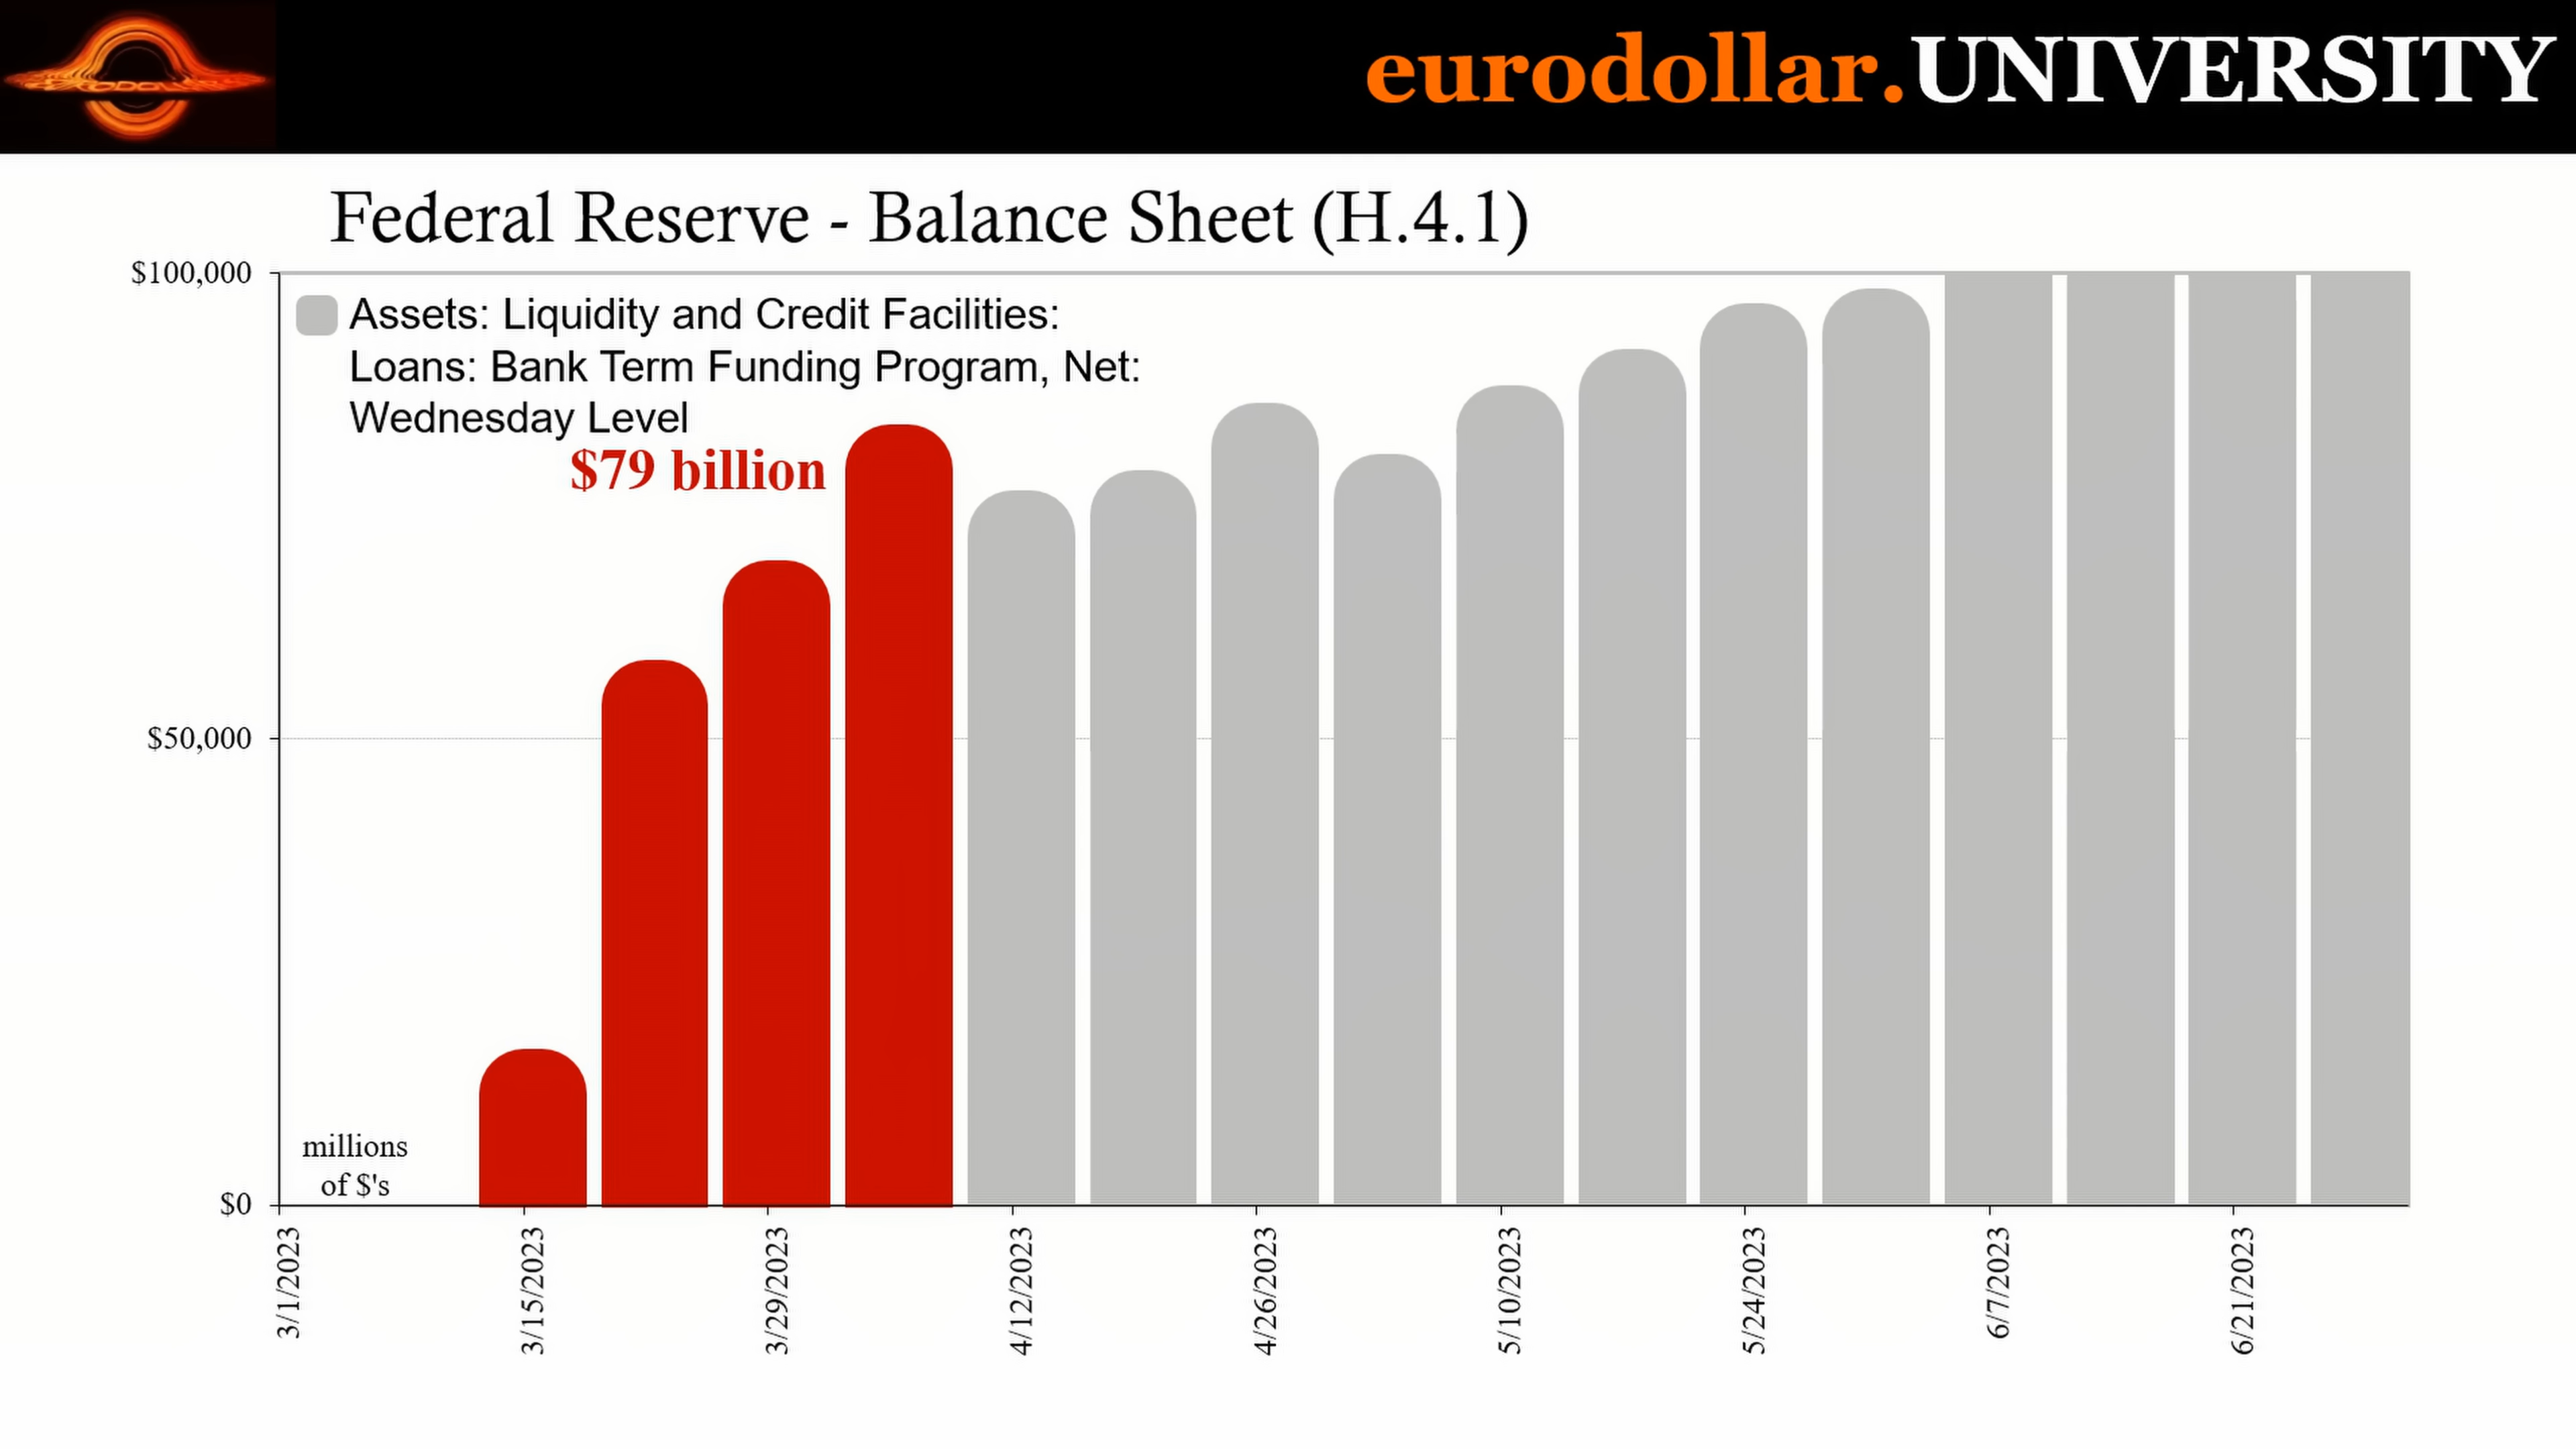 eurodollar.UNIVERSITY
Federal Reserve - Balance Sheet (H.4.1)
$100,000
Assets: Liquidity and Credit Facilities:
Loans: Bank Term Funding Program, Net:
Wednesday Level
$79 billion
$50,000
millions
of $'s
$0
3/1/2023
3/15/2023
3/29/2023
4/12/2023
4/26/2023
5/10/2023
5/24/2023
6/7/2023
6/21/2023